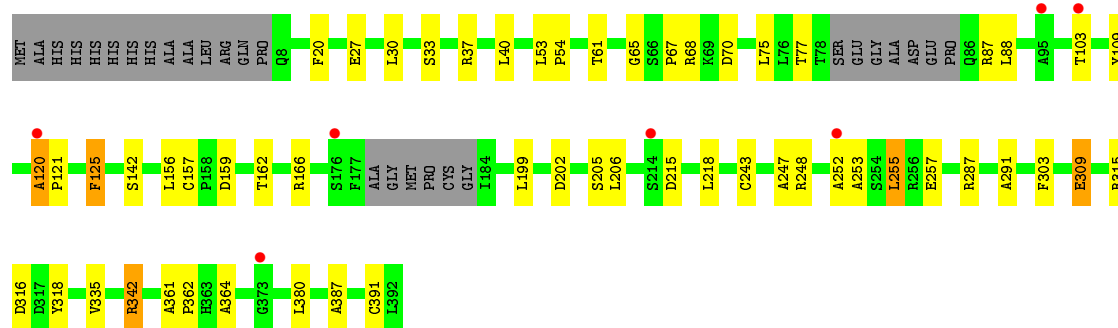 MET ALA HIS HIS HIS HIS HIS HIS HIS ALA ALA LEU ARG GLN PRO Q8 F20 E27 L30 S33 R37 L40 L53 P54 T61 G65 S66 P67 R68 K69 D70 L75 L76 T77 T78 SER GLU GLY ALA ASP GLU PRO Q86 R87 L88 A95 T103
A120 P121 F125 S142 L156 C157 P158 D159 T162 R166 S176 F177 ALA GLY MET PRO CYS GLY I184 L199 D202 S205 L206 S214 D215 L218 C243 A247 R248 A252 A253 S254 L255 R256 E257 R287 A291 F303 E309
D316 D317 Y318 V335 R342 A361 P362 H363 A364 G373 L380 A387 C391 L392